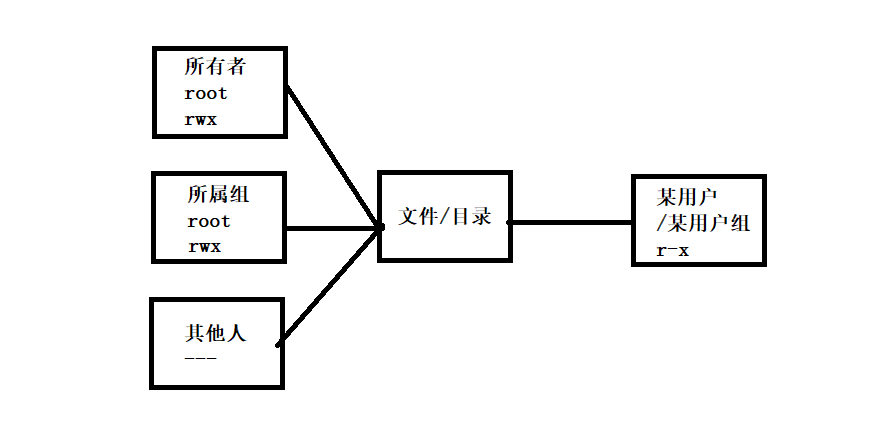 所有者
root
rwx
所属组
root
rwx
其他人
---
文件/目录
某用户
/某用户组
r-x